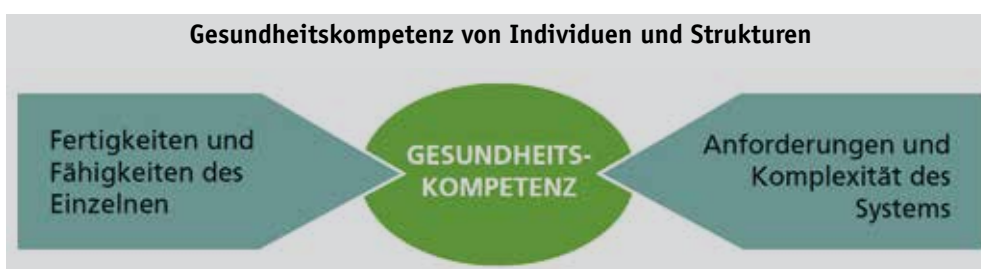 Gesundheitskompetenz von Individuen und Strukturen
Fertigkeiten und
Fähigkeiten des
Einzelnen
GESUNDHEITS-
KOMPETENZ
Anforderungen und
Komplexität des
Systems